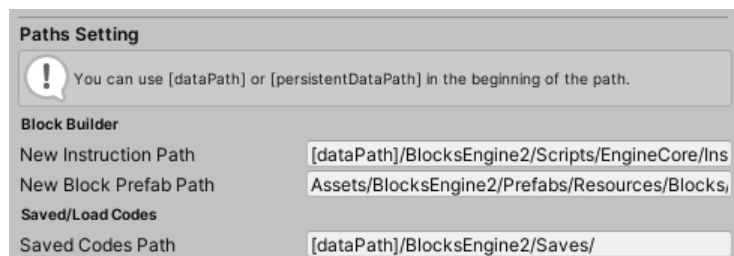 Paths Setting
You can use [dataPath] or [persistentDataPath] in the beginning of the path.
Block Builder
New Instruction Path [dataPath]/BlocksEngine2/Scripts/EngineCore/Ins
New Block Prefab Path Assets/BlocksEngine2/Prefabs/Resources/Blocks/
Saved/Load Codes
Saved Codes Path [dataPath]/BlocksEngine2/Saves/